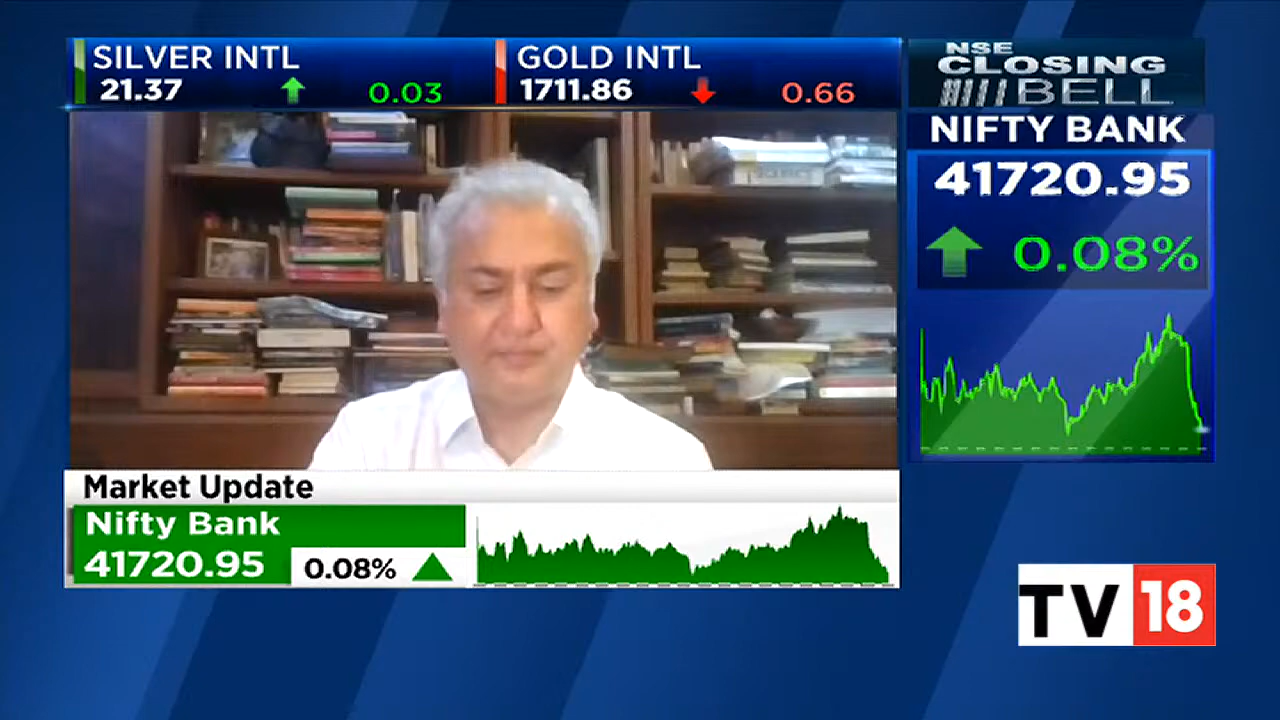 SILVER INTL
21.37 0.03
GOLD INTL
1711.86 0.66
NSE
CLOSING
BELL
NIFTY BANK
41720.95
0.08%
Market Update
Nifty Bank
41720.95
0.08%
TV18